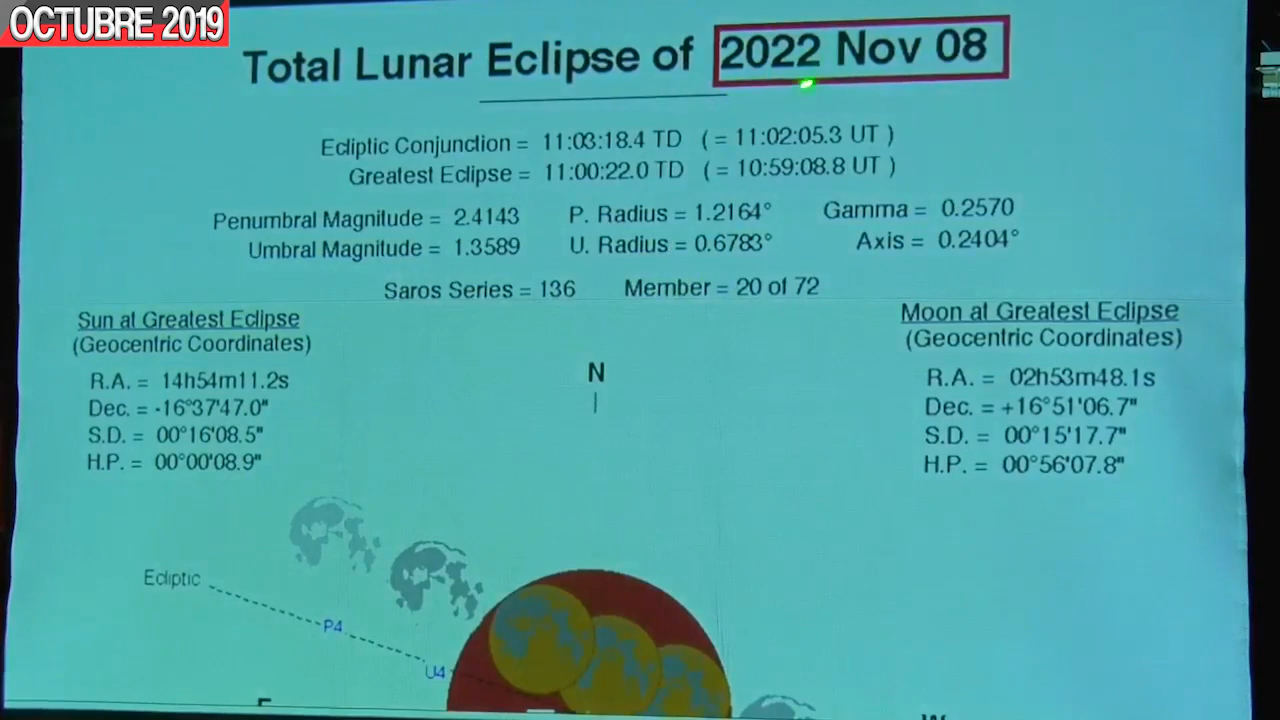 OCTUBRE 2019
Total Lunar Eclipse of 2022 Nov 08
Ecliptic Conjunction = 11:03:18.4 TD ( = 11:02:05.3 UT )
Greatest Eclipse = 11:00:22.0 TD ( = 10:59:08.8 UT )
Penumbral Magnitude = 2.4143 P. Radius = 1.2164° Gamma = 0.2570
Umbral Magnitude = 1.3589 U. Radius = 0.6783° Axis = 0.2404°
Saros Series = 136 Member = 20 of 72
Sun at Greatest Eclipse
(Geocentric Coordinates)
R.A. = 14h54m11.2s
Dec. = -16°37'47.0"
S.D. = 00°16'08.5"
H.P. = 00°00'08.9"
Moon at Greatest Eclipse
(Geocentric Coordinates)
R.A. = 02h53m48.1s
Dec. = +16°51'06.7"
S.D. = 00°15'17.7"
H.P. = 00°56'07.8"
N
Ecliptic
P4
U4